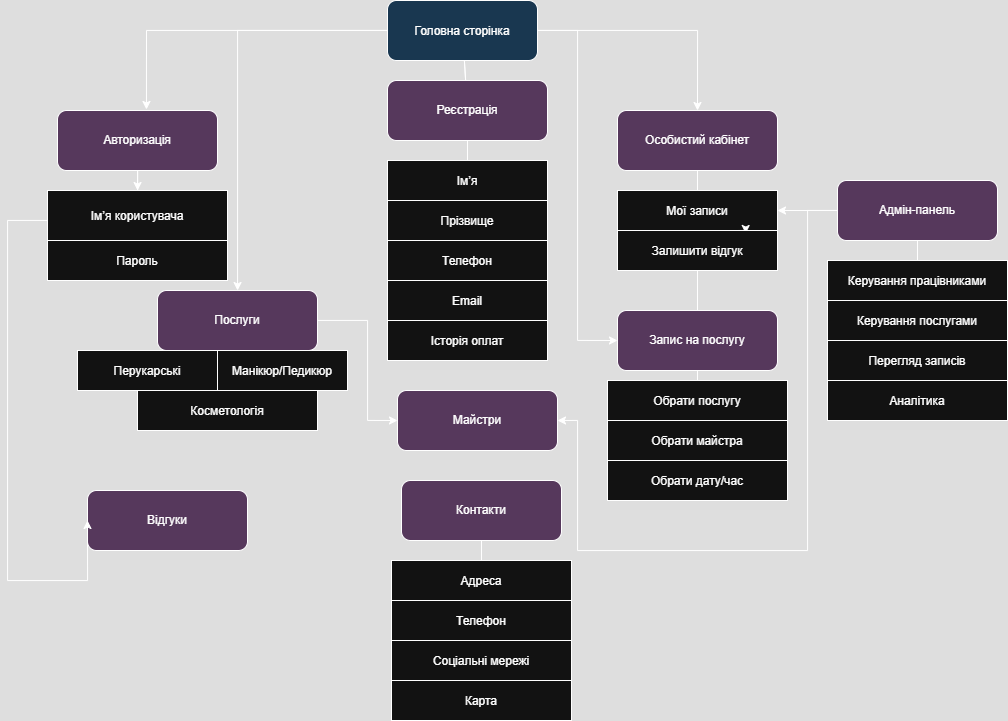 Головна сторінка
Реєстрація
Авторизація
Особистий кабінет
Ім'я
Ім'я користувача
Мої записи
Адмін-панель
Прізвище
Пароль
Залишити відгук
Телефон
Керування працівниками
Email
Послуги
Керування послугами
Історія оплат
Запис на послугу
Перегляд записів
Перукарські
Манікюр/Педикюр
Обрати послугу
Аналітика
Косметологія
Майстри
Обрати майстра
Обрати дату/час
Контакти
Відгуки
Адреса
Телефон
Соціальні мережі
Карта